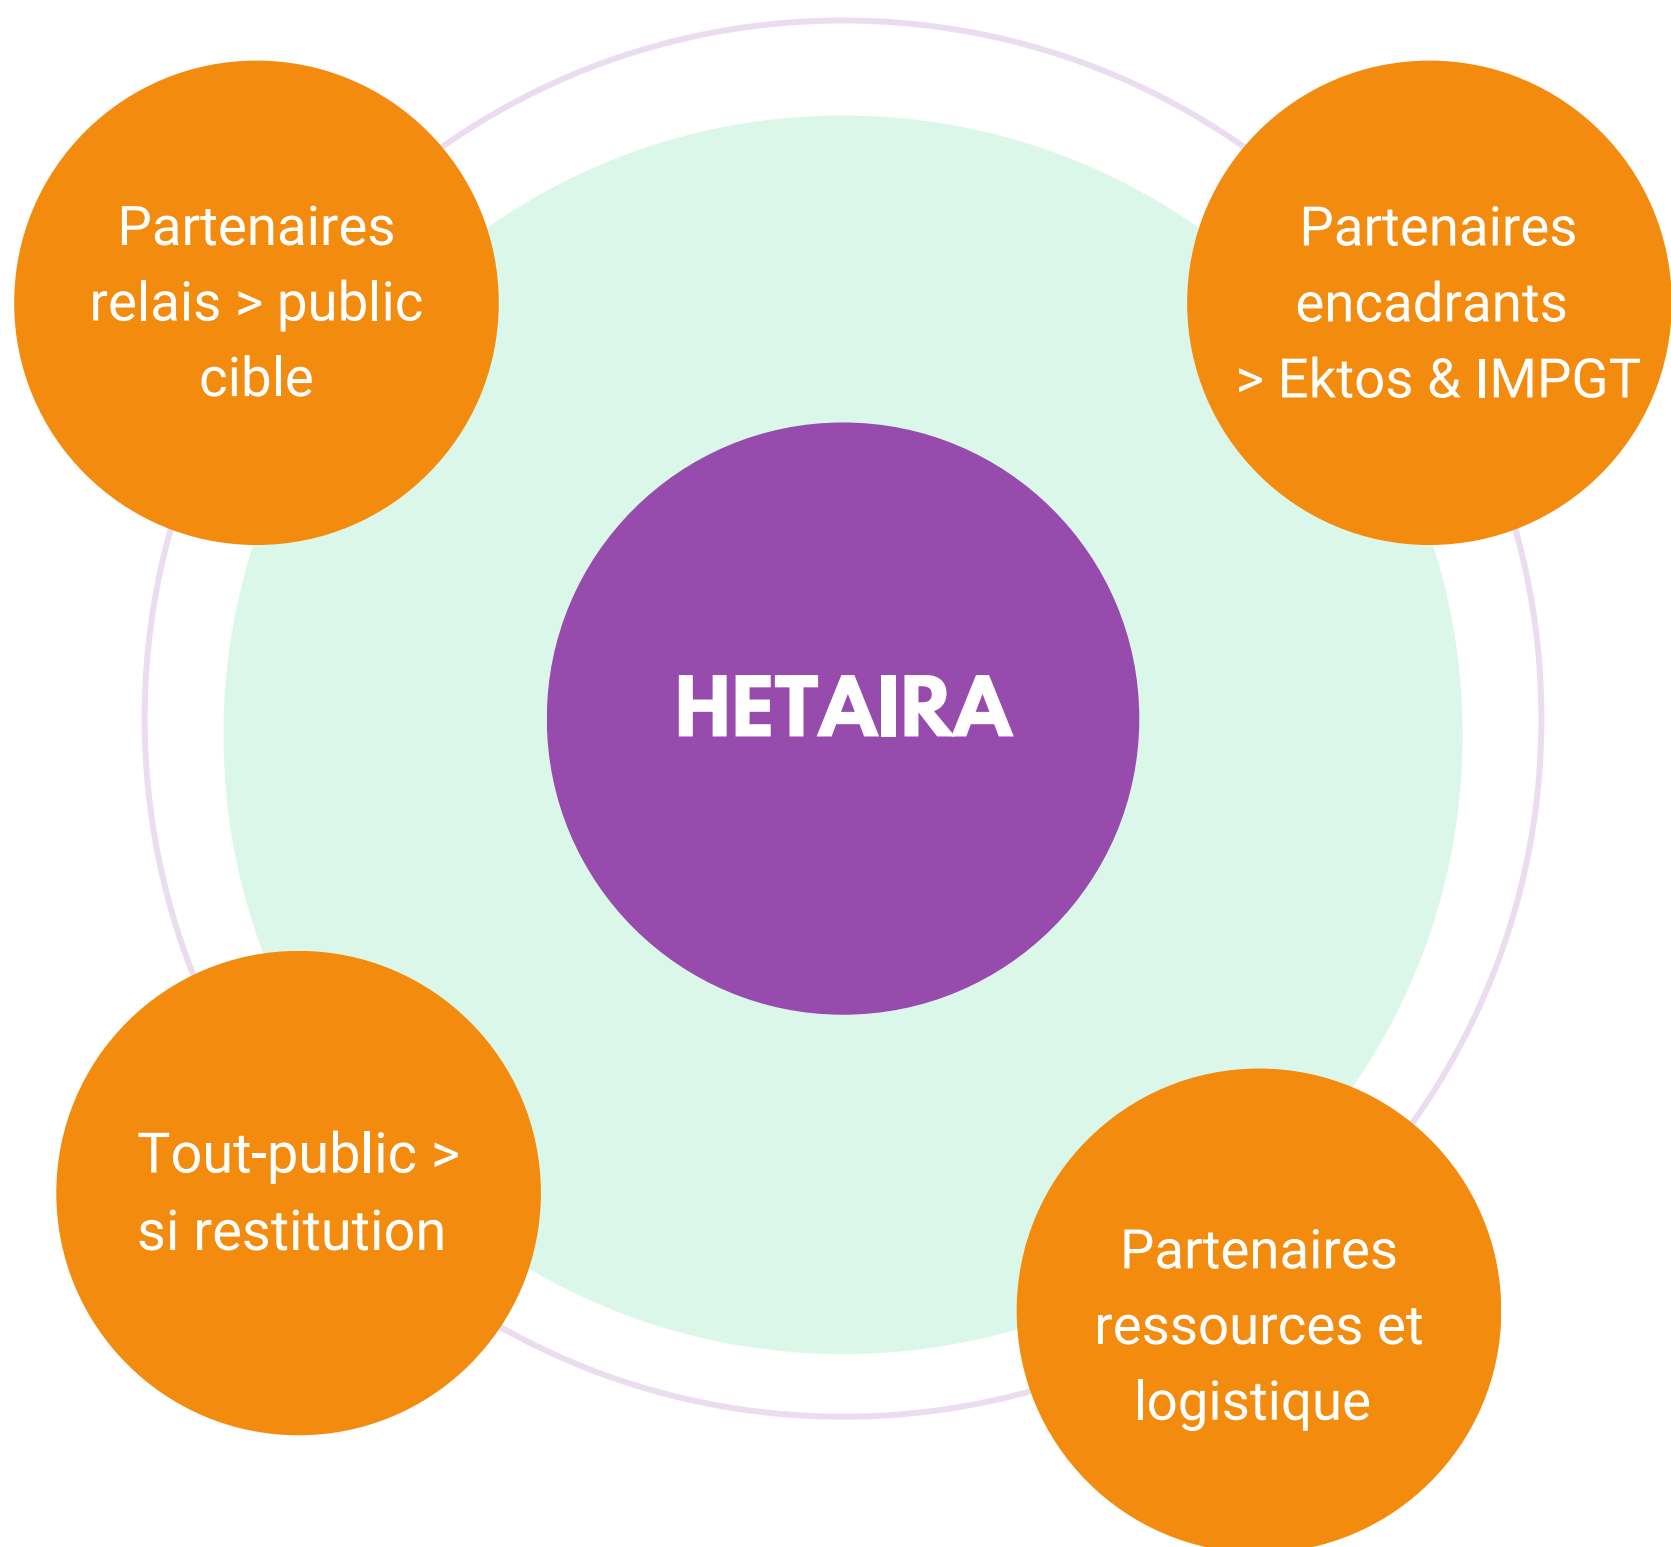 Partenaires
relais > public
cible
Partenaires
encadrants
> Ektos & IMPGT
HETAIRA
Tout-public >
si restitution
Partenaires
ressources et
logistique